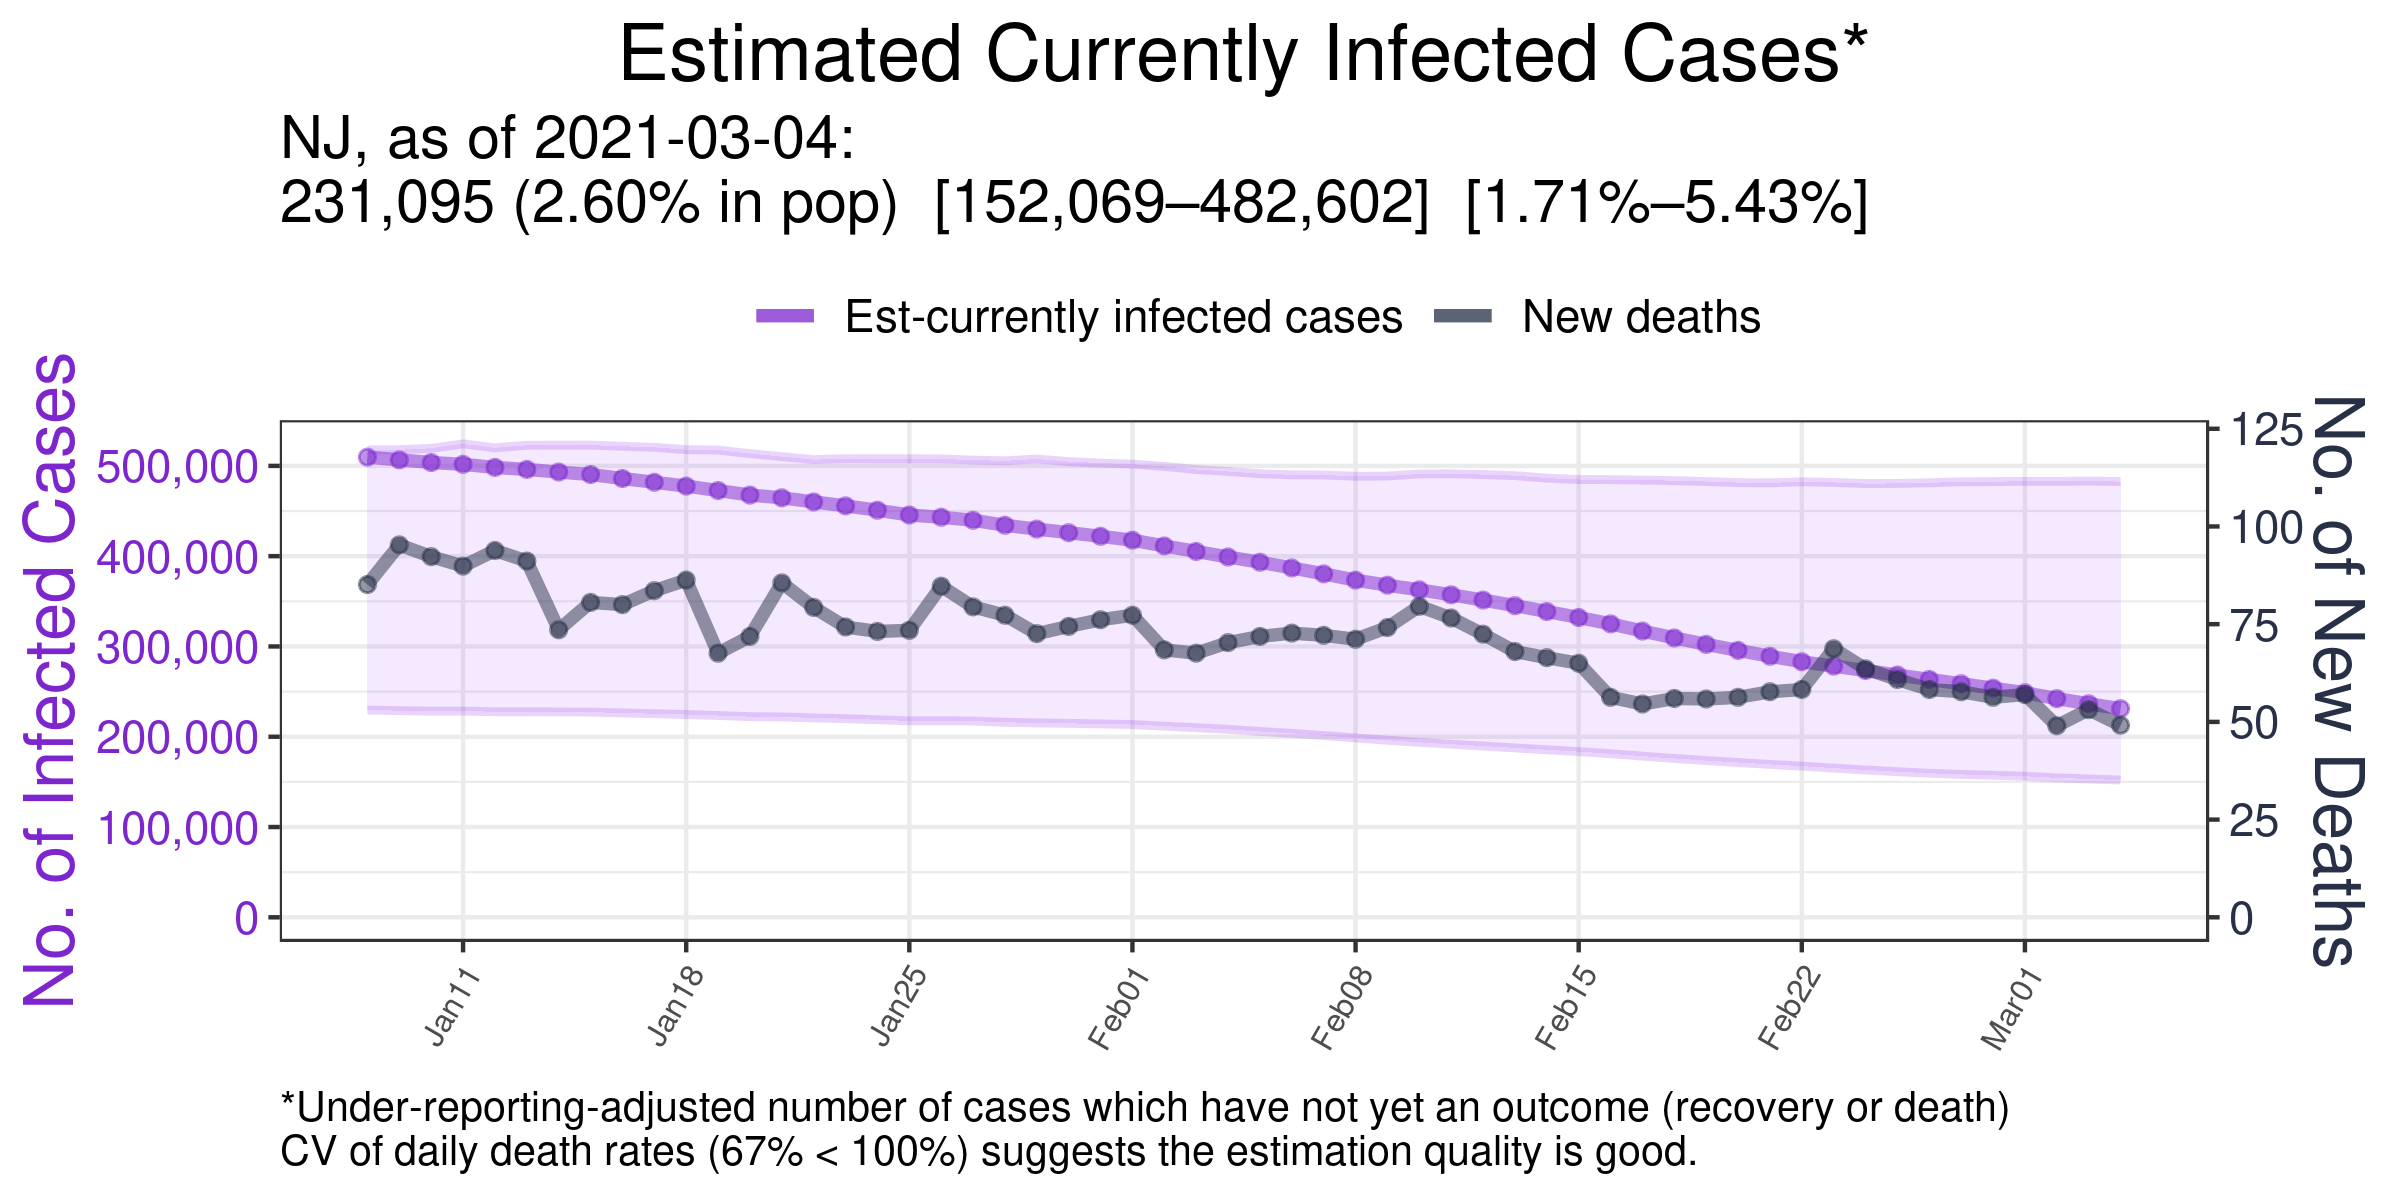 Estimated Currently Infected Cases*
NJ, as of 2021-03-04:
231,095 (2.60% in pop)  [152,069–482,602]  [1.71%–5.43%]
Est-currently infected cases
New deaths
No. of Infected Cases
500,000
400,000
300,000
200,000
100,000
0
125
100
75
50
25
0
No. of New Deaths
Jan11
Jan18
Jan25
Feb01
Feb08
Feb15
Feb22
Mar01
*Under-reporting-adjusted number of cases which have not yet an outcome (recovery or death)
CV of daily death rates (67% < 100%) suggests the estimation quality is good.